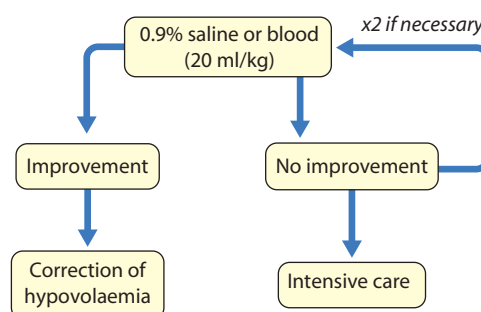 0.9% saline or blood
(20 ml/kg)
x2 if necessary
Improvement
No improvement
Correction of
hypovolaemia
Intensive care